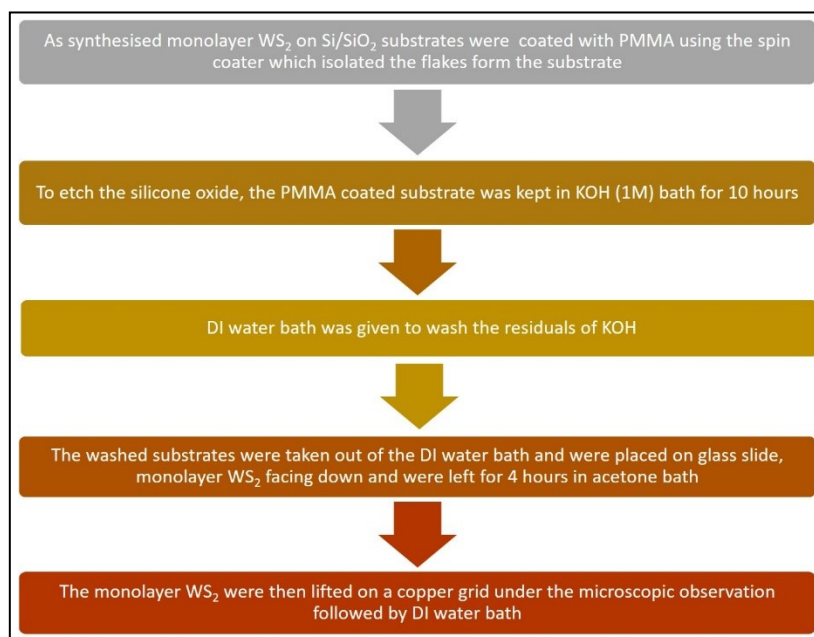 As synthesised monolayer WS₂ on Si/SiO₂ substrates were coated with PMMA using the spin
coater which isolated the flakes form the substrate
To etch the silicone oxide, the PMMA coated substrate was kept in KOH (1M) bath for 10 hours
DI water bath was given to wash the residuals of KOH
The washed substrates were taken out of the DI water bath and were placed on glass slide,
monolayer WS₂ facing down and were left for 4 hours in acetone bath
The monolayer WS₂ were then lifted on a copper grid under the microscopic observation
followed by DI water bath